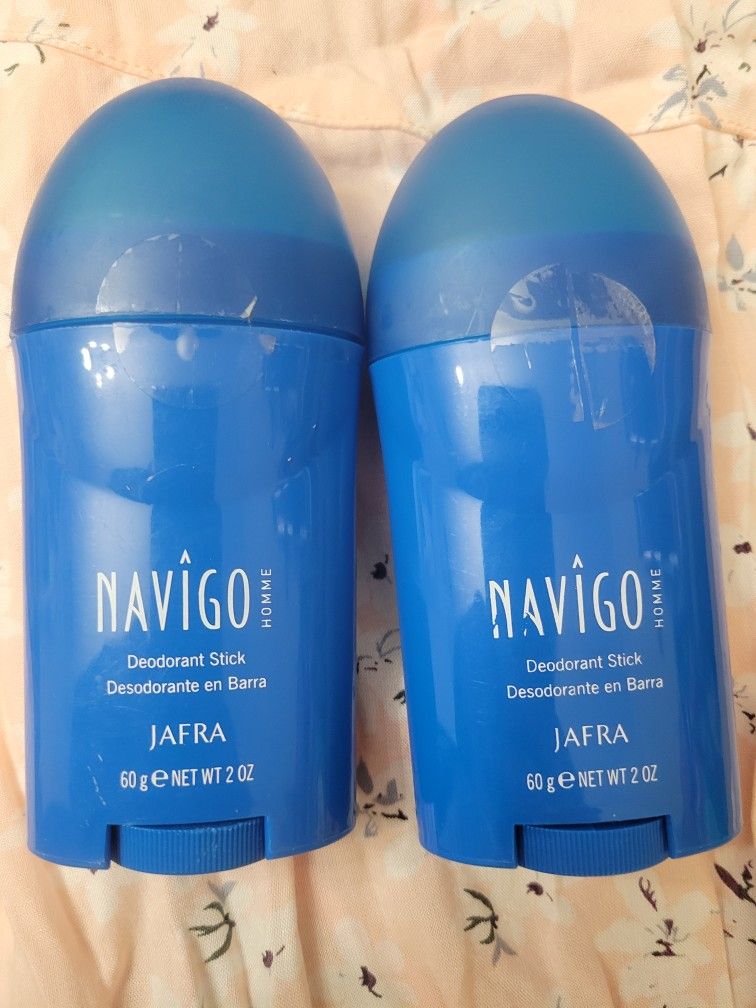 NAVÎGO HOMME
Deodorant Stick
Desodorante en Barra
JAFRA
60 g e NET WT 2 OZ
NAVÎGO HOMME
Deodorant Stick
Desodorante en Barra
JAFRA
60 g e NET WT 2 OZ